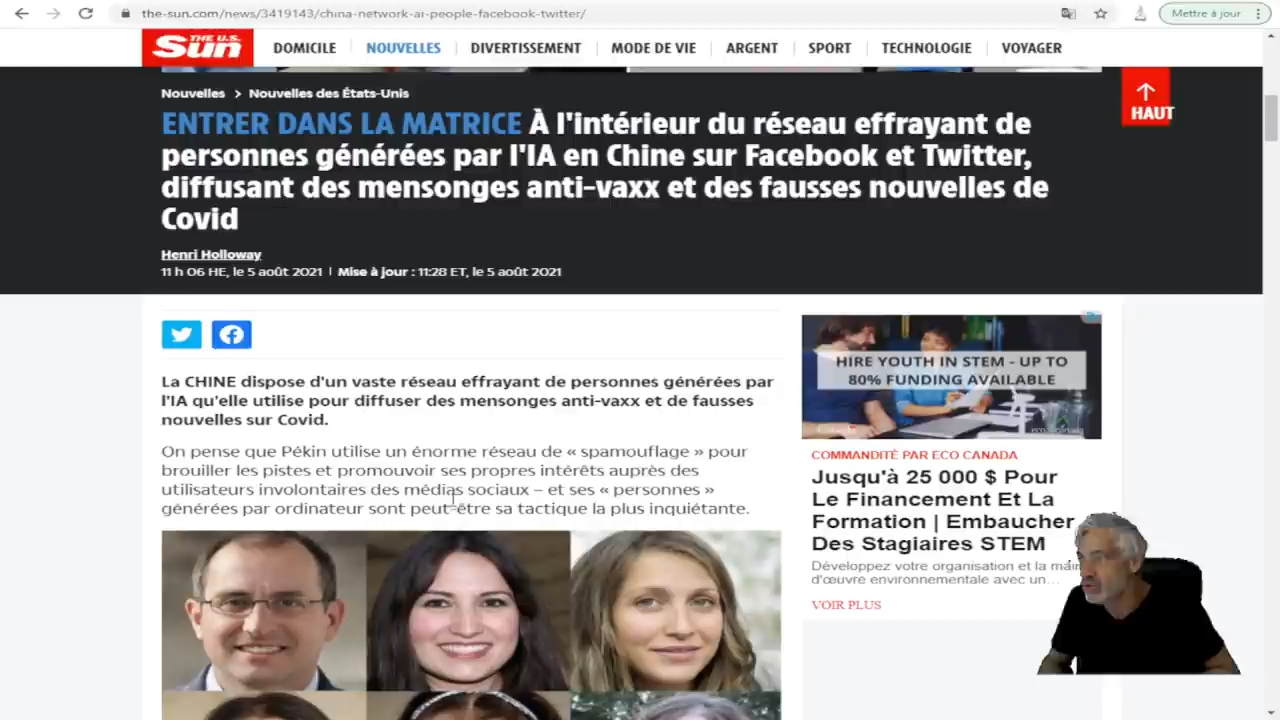 the-sun.com/news/3419143/china-network-ai-people-facebook-twitter/
Mettre à jour
THE U.S.
Sun
DOMICILE
NOUVELLES
DIVERTISSEMENT
MODE DE VIE
ARGENT
SPORT
TECHNOLOGIE
VOYAGER
Nouvelles > Nouvelles des États-Unis
HAUT
ENTRER DANS LA MATRICE À l'intérieur du réseau effrayant de
personnes générées par l'IA en Chine sur Facebook et Twitter,
diffusant des mensonges anti-vaxx et des fausses nouvelles de
Covid
Henri Holloway
11 h 06 HE, le 5 août 2021 | Mise à jour : 11:28 ET, le 5 août 2021
La CHINE dispose d'un vaste réseau effrayant de personnes générées par
l'IA qu'elle utilise pour diffuser des mensonges anti-vaxx et de fausses
nouvelles sur Covid.
On pense que Pékin utilise un énorme réseau de « spamouflage » pour
brouiller les pistes et promouvoir ses propres intérêts auprès des
utilisateurs involontaires des médias sociaux – et ses « personnes »
générées par ordinateur sont peut-être sa tactique la plus inquiétante.
HIRE YOUTH IN STEM - UP TO
80% FUNDING AVAILABLE
COMMANDITÉ PAR ECO CANADA
Jusqu'à 25 000 $ Pour
Le Financement Et La
Formation | Embaucher
Des Stagiaires STEM
Développez votre organisation et la main
d'œuvre environnementale avec un...
VOIR PLUS